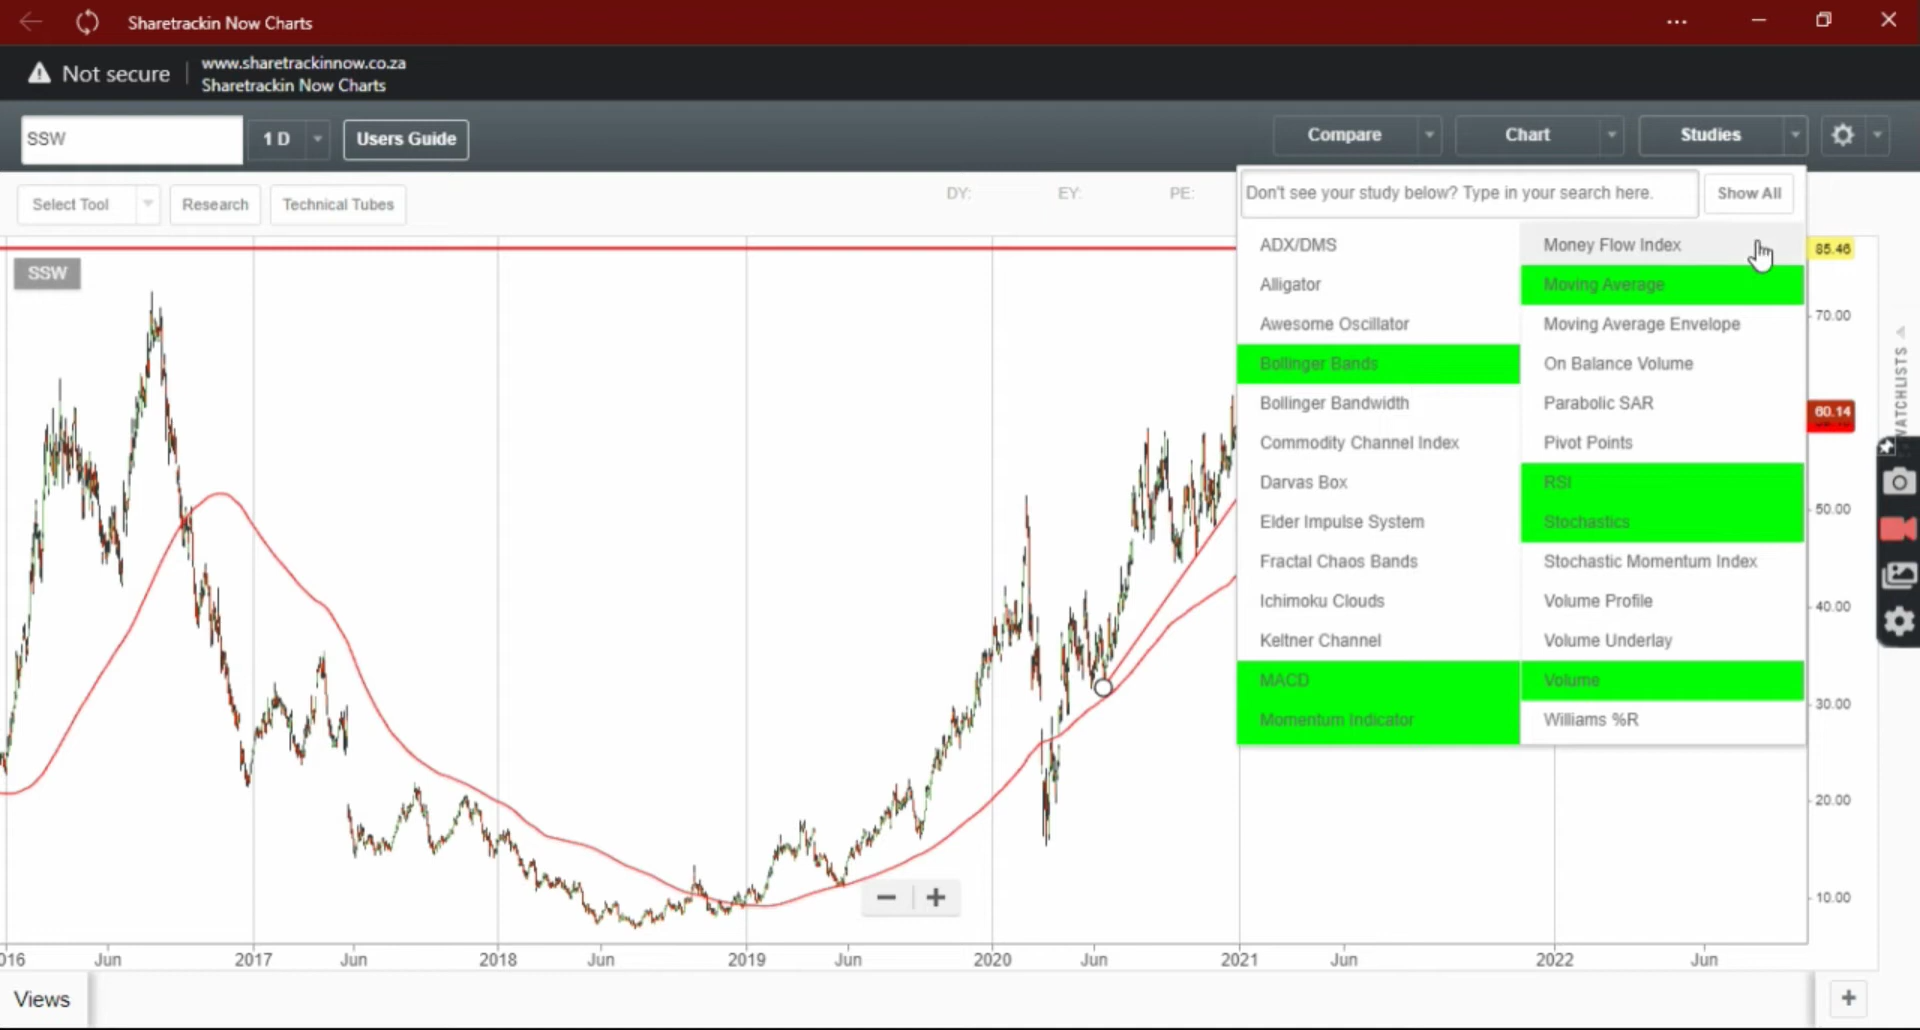 Sharetrackin Now Charts
Not secure
www.sharetrackinnow.co.za
Sharetrackin Now Charts
SSW
1 D
Users Guide
Compare
Chart
Studies
Select Tool
Research
Technical Tubes
DY:
EY:
PE:
Don't see your study below? Type in your search here.
Show All
SSW
ADX/DMS
Alligator
Awesome Oscillator
Bollinger Bands
Bollinger Bandwidth
Commodity Channel Index
Darvas Box
Elder Impulse System
Fractal Chaos Bands
Ichimoku Clouds
Keltner Channel
MACD
Momentum Indicator
Money Flow Index
Moving Average
Moving Average Envelope
On Balance Volume
Parabolic SAR
Pivot Points
RSI
Stochastics
Stochastic Momentum Index
Volume Profile
Volume Underlay
Volume
Williams %R
85.46
70.00
60.14
50.00
40.00
30.00
20.00
10.00
WATCHLISTS
016
Jun
2017
Jun
2018
Jun
2019
Jun
2020
Jun
2021
Jun
2022
Jun
Views